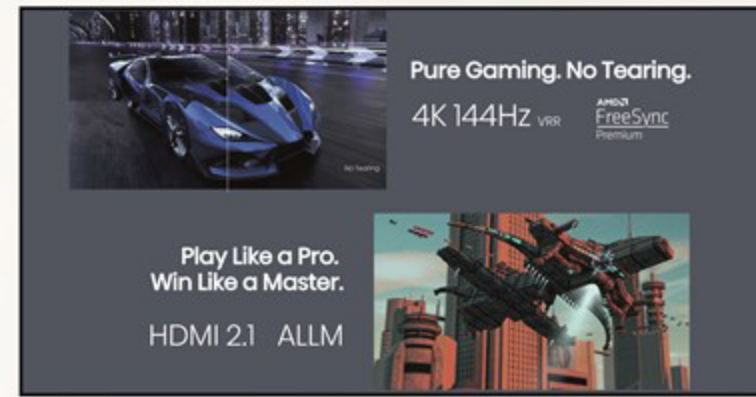 Pure Gaming. No Tearing.
4K 144Hz VRR
AMD
FreeSync
Premium
No Tearing
Play Like a Pro.
Win Like a Master.
HDMI 2.1 ALLM